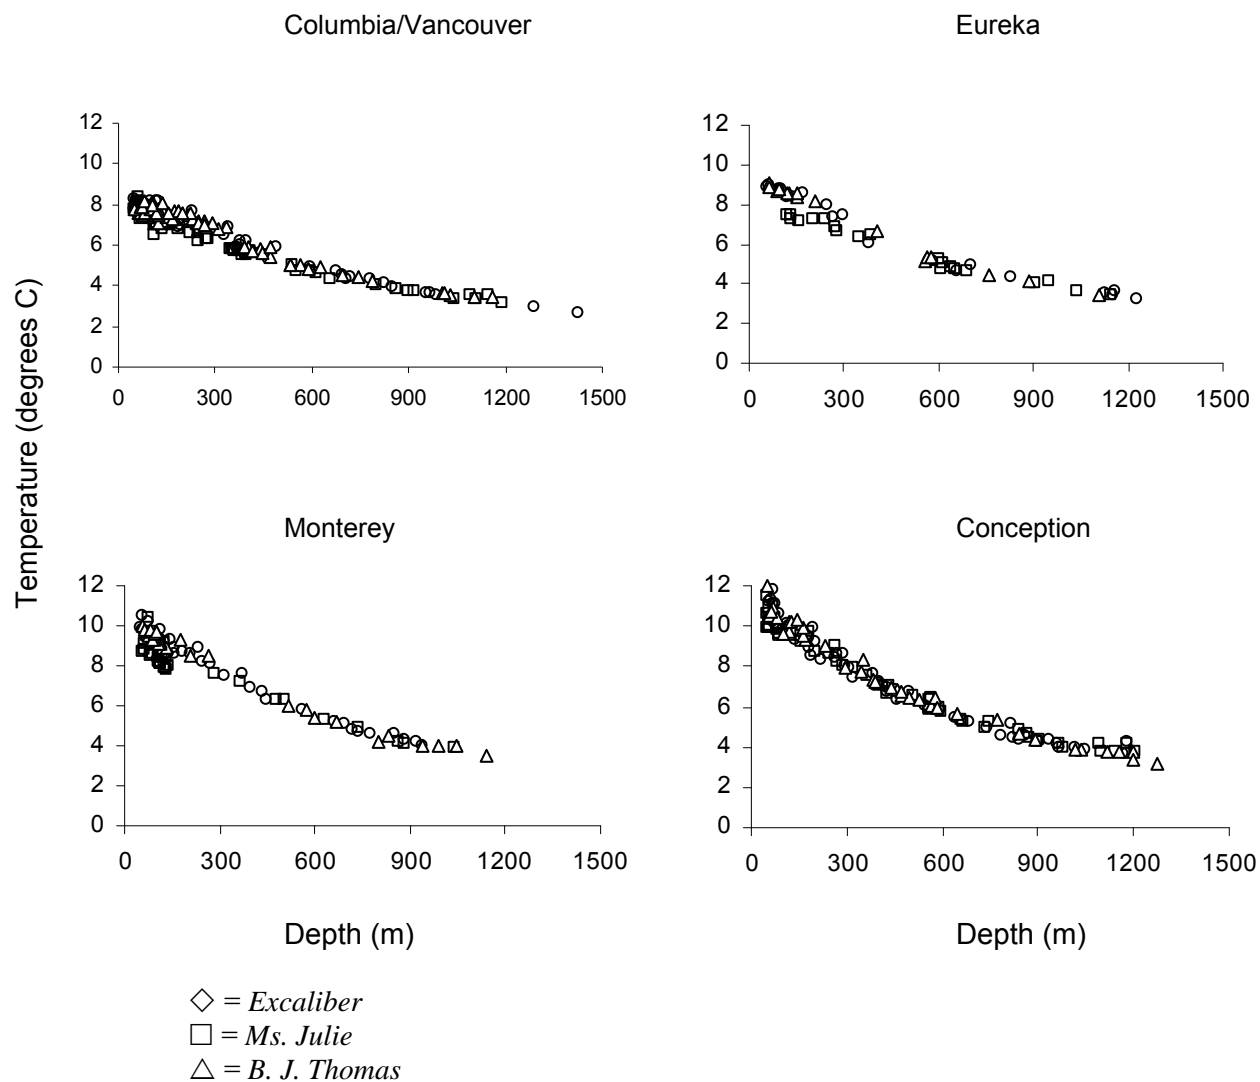 Columbia/Vancouver
Eureka
12
10
8
6
4
2
0
0 300 600 900 1200 1500
12
10
8
6
4
2
0
0 300 600 900 1200 1500
Temperature (degrees C)
Monterey
Conception
12
10
8
6
4
2
0
0 300 600 900 1200 1500
12
10
8
6
4
2
0
0 300 600 900 1200 1500
Depth (m)
Depth (m)
= Excaliber
= Ms. Julie
= B. J. Thomas